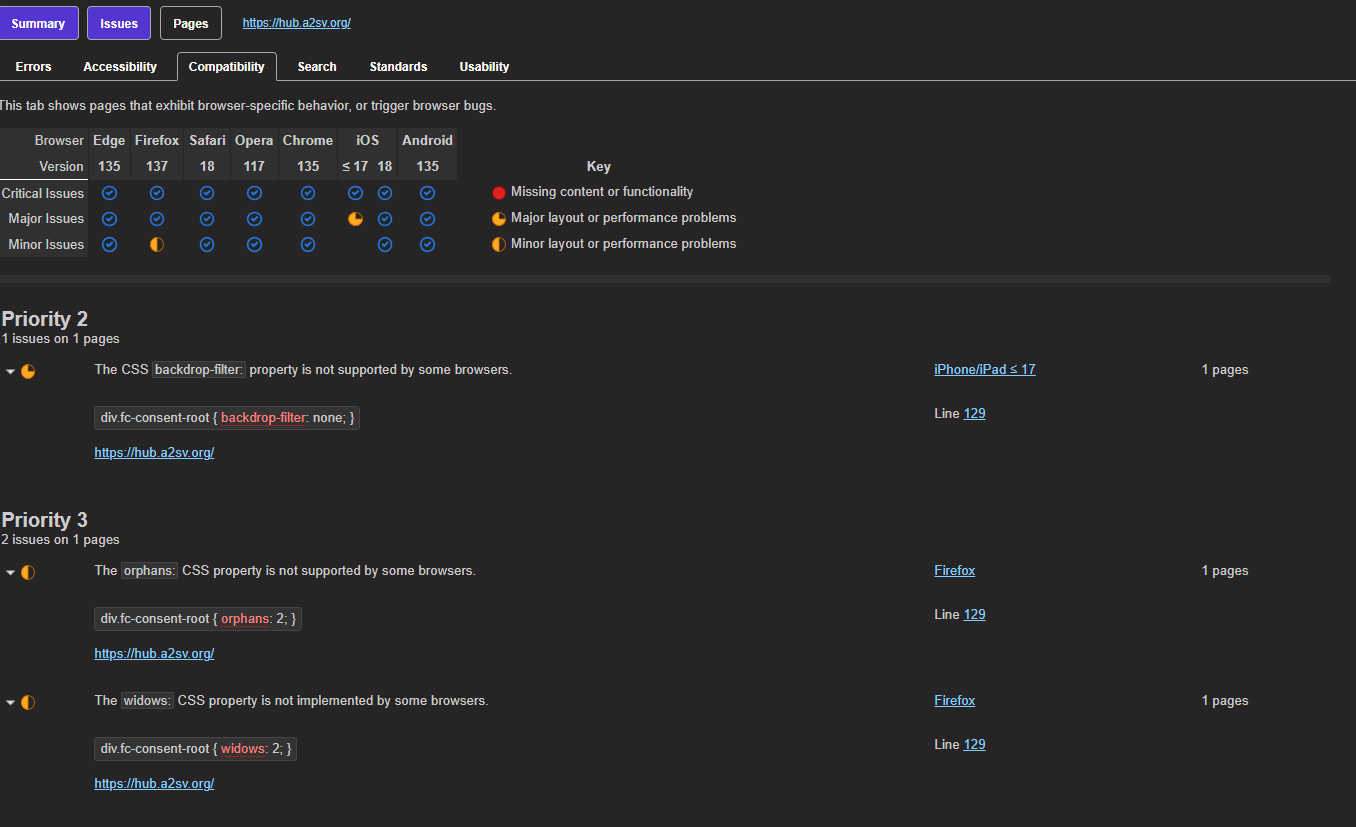 Summary Issues Pages https://hub.a2sv.org/
Errors Accessibility Compatibility Search Standards Usability
This tab shows pages that exhibit browser-specific behavior, or trigger browser bugs.
Browser Edge Firefox Safari Opera Chrome iOS Android
Version 135 137 18 117 135 ≤ 17 18 135 Key
Critical Issues Missing content or functionality
Major Issues Major layout or performance problems
Minor Issues Minor layout or performance problems
Priority 2
1 issues on 1 pages
The CSS backdrop-filter: property is not supported by some browsers. iPhone/iPad ≤ 17 1 pages
div.fc-consent-root { backdrop-filter: none; } Line 129
https://hub.a2sv.org/
Priority 3
2 issues on 1 pages
The orphans: CSS property is not supported by some browsers. Firefox 1 pages
div.fc-consent-root { orphans: 2; } Line 129
https://hub.a2sv.org/
The widows: CSS property is not implemented by some browsers. Firefox 1 pages
div.fc-consent-root { widows: 2; } Line 129
https://hub.a2sv.org/